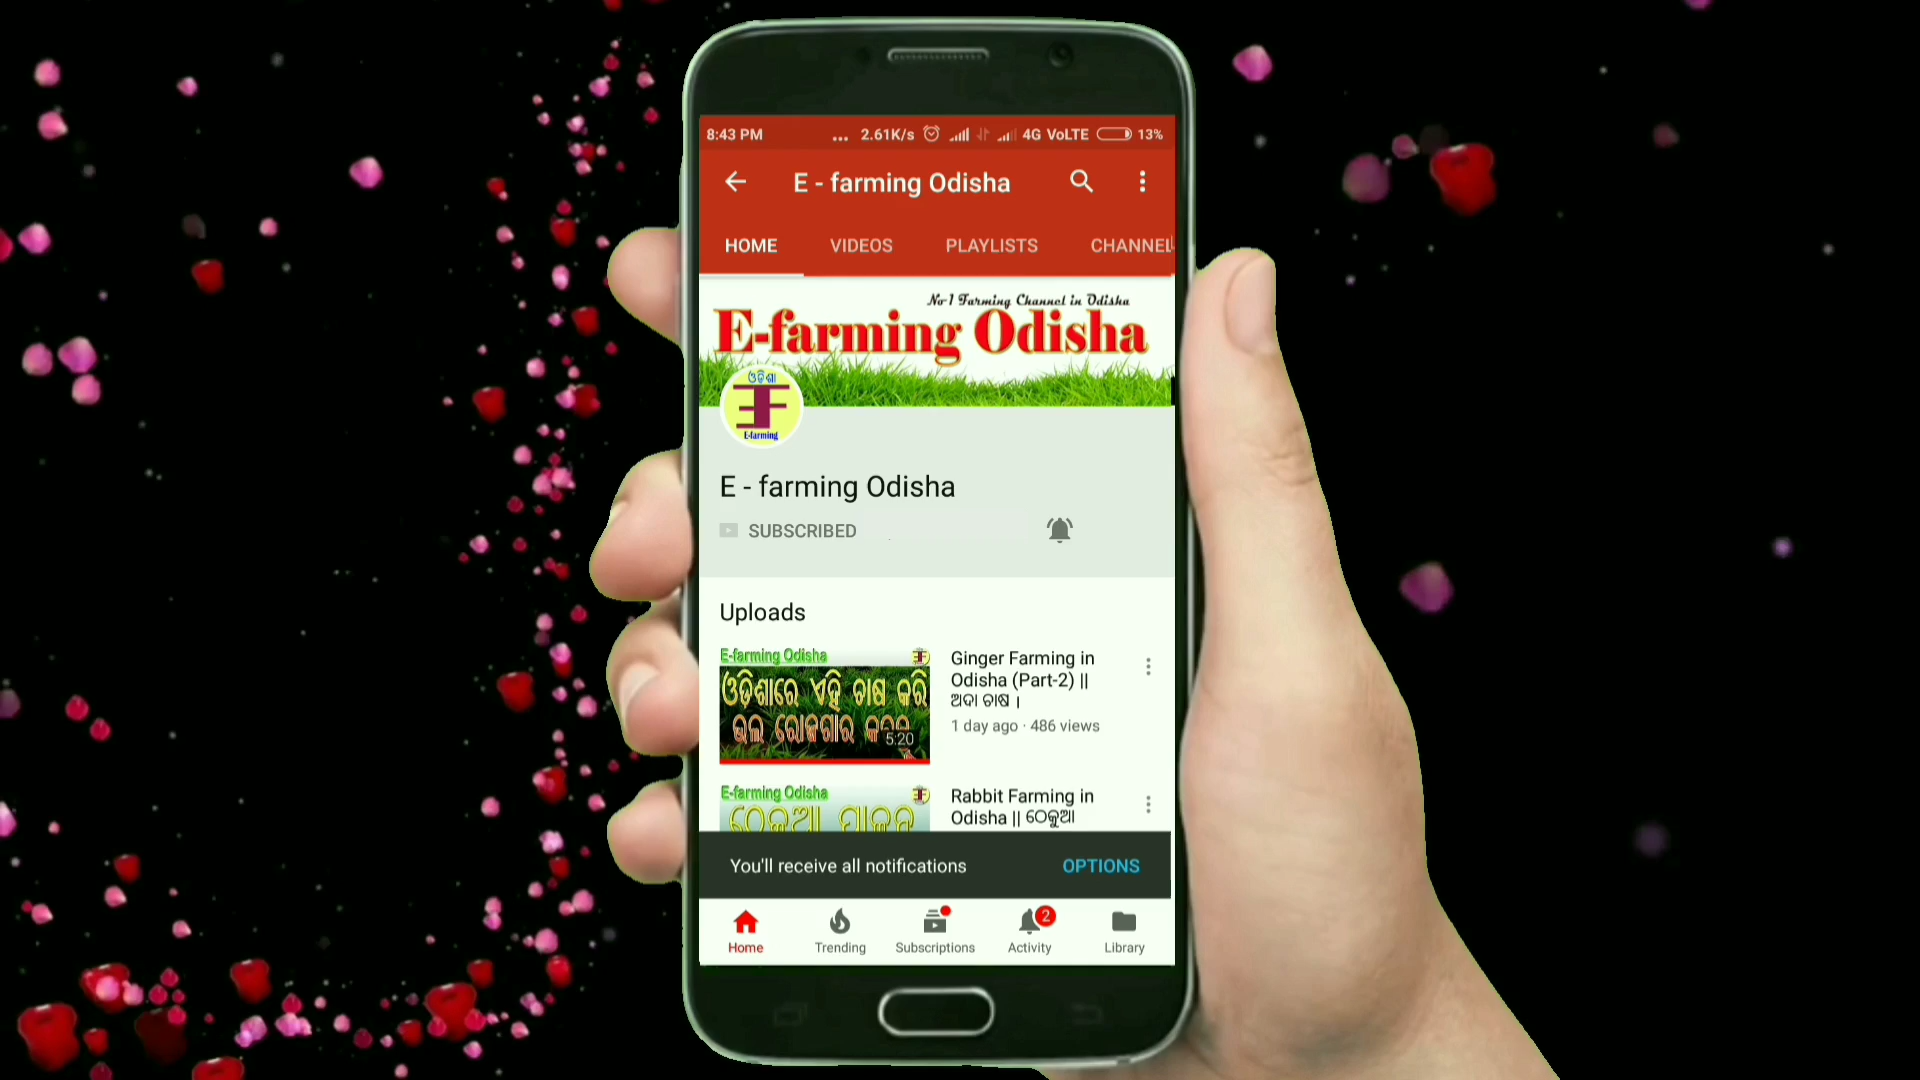 8:43 PM ... 2.61K/s 4G VoLTE 13%
E - farming Odisha
HOME VIDEOS PLAYLISTS CHANNEL
No-1 Farming Channel in Odisha
E-farming Odisha
ଓଡ଼ିଶା
E-farming
E - farming Odisha
SUBSCRIBED
Uploads
E-farming Odisha
ଓଡ଼ିଶାରେ ଏହି ଚାଷ କରି
ଭଲ ରୋଜଗାର
5:20
Ginger Farming in
Odisha (Part-2) ||
ଅଦା ଚାଷ ।
1 day ago · 486 views
E-farming Odisha
ଠେକୁଆ ପାଳନ
Rabbit Farming in
Odisha || ଠେକୁଆ
You'll receive all notifications OPTIONS
2
Home Trending Subscriptions Activity Library